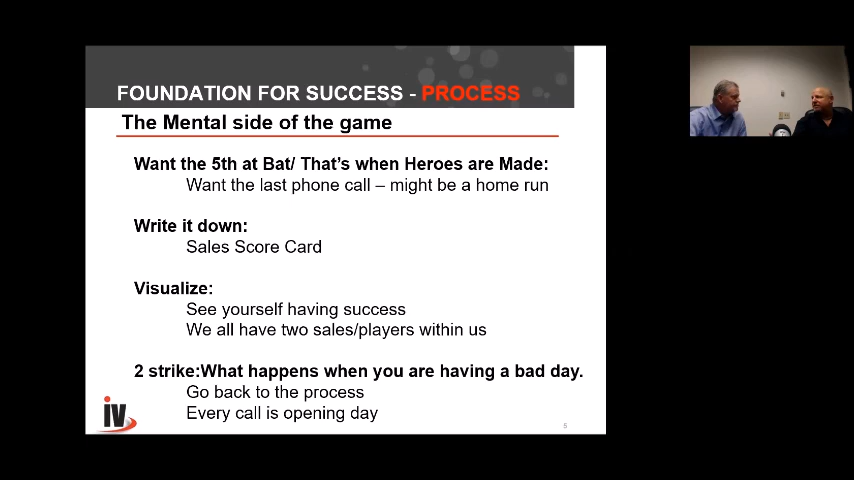 FOUNDATION FOR SUCCESS - PROCESS
The Mental side of the game
Want the 5th at Bat/ That's when Heroes are Made:
Want the last phone call – might be a home run
Write it down:
Sales Score Card
Visualize:
See yourself having success
We all have two sales/players within us
2 strike:What happens when you are having a bad day.
Go back to the process
Every call is opening day
iv
5